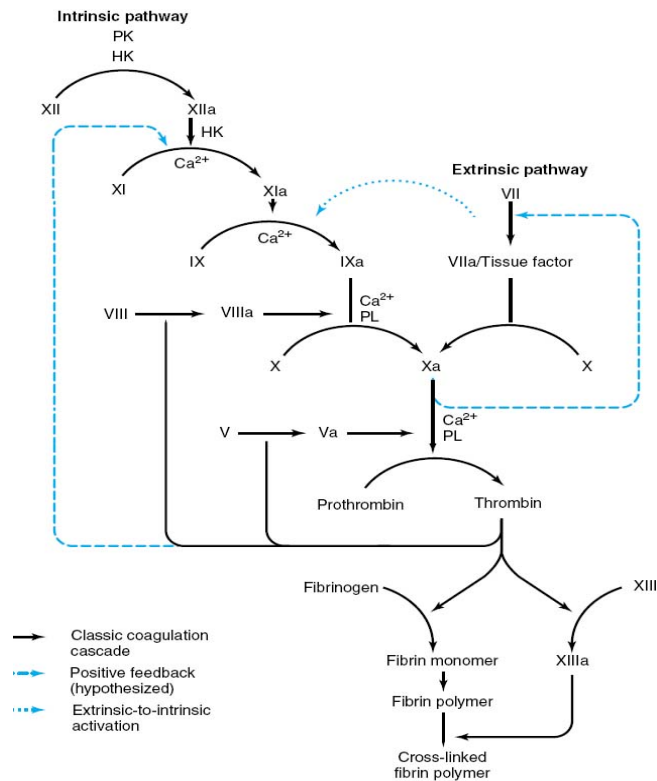 Intrinsic pathway
PK
HK
XII
XIIa
HK
Ca2+
XI
XIa
Extrinsic pathway
VII
Ca2+
IX
IXa
VIIa/Tissue factor
Ca2+
PL
VIII
VIIIa
X
Xa
X
Ca2+
PL
V
Va
Prothrombin
Thrombin
Fibrinogen
XIII
Classic coagulation
cascade
Positive feedback
(hypothesized)
Extrinsic-to-intrinsic
activation
Fibrin monomer
XIIIa
Fibrin polymer
Cross-linked
fibrin polymer